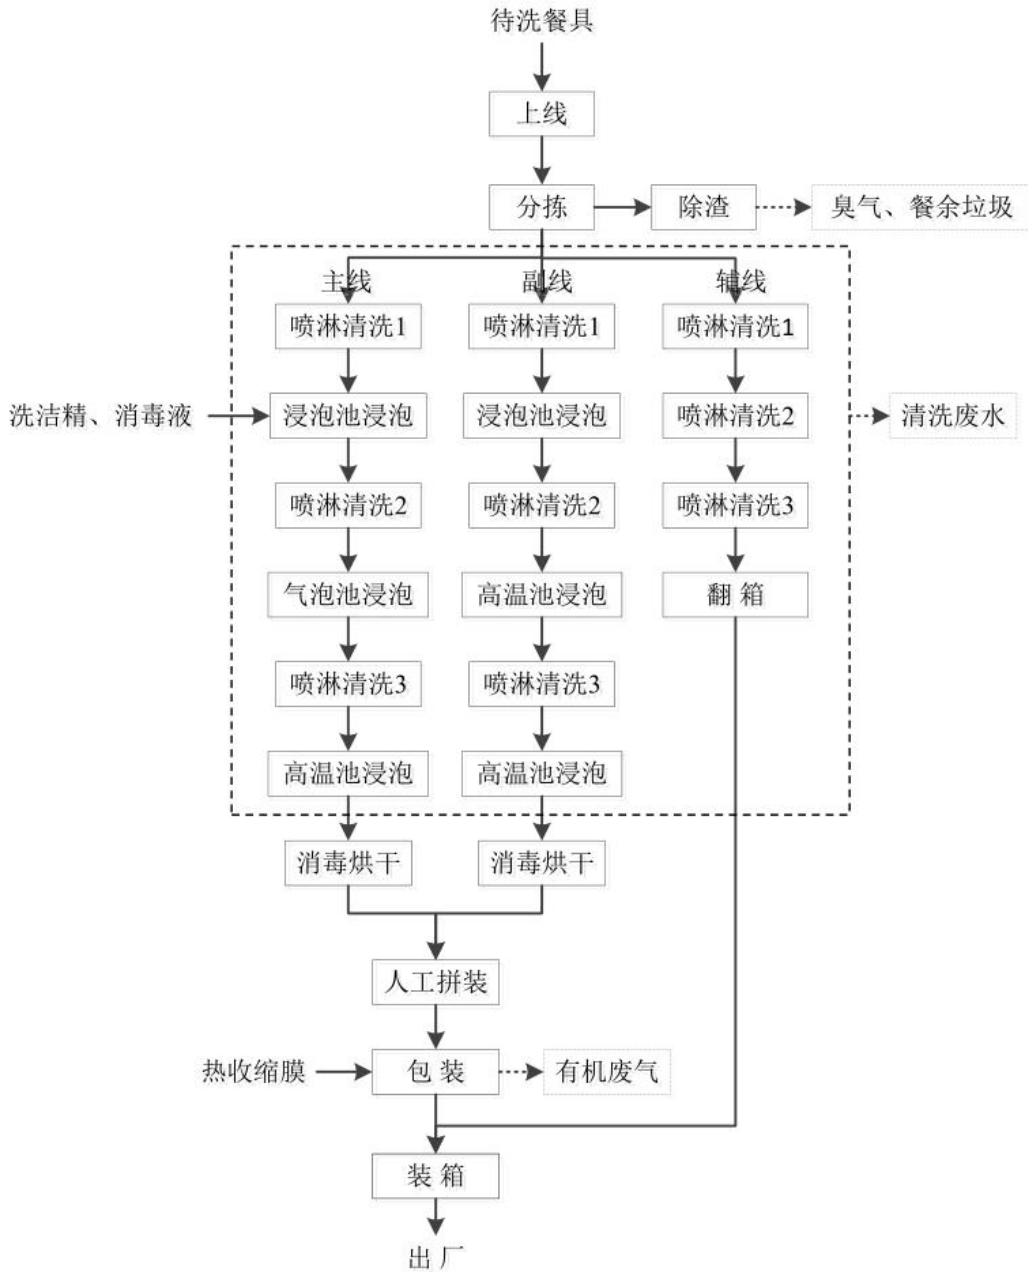 待洗餐具
上线
分拣
除渣
臭气、餐余垃圾
主线
副线
辅线
喷淋清洗1
喷淋清洗1
喷淋清洗1
洗洁精、消毒液
浸泡池浸泡
浸泡池浸泡
喷淋清洗2
清洗废水
喷淋清洗2
喷淋清洗2
喷淋清洗3
气泡池浸泡
高温池浸泡
翻 箱
喷淋清洗3
喷淋清洗3
高温池浸泡
高温池浸泡
消毒烘干
消毒烘干
人工拼装
热收缩膜
包 装
有机废气
装 箱
出 厂